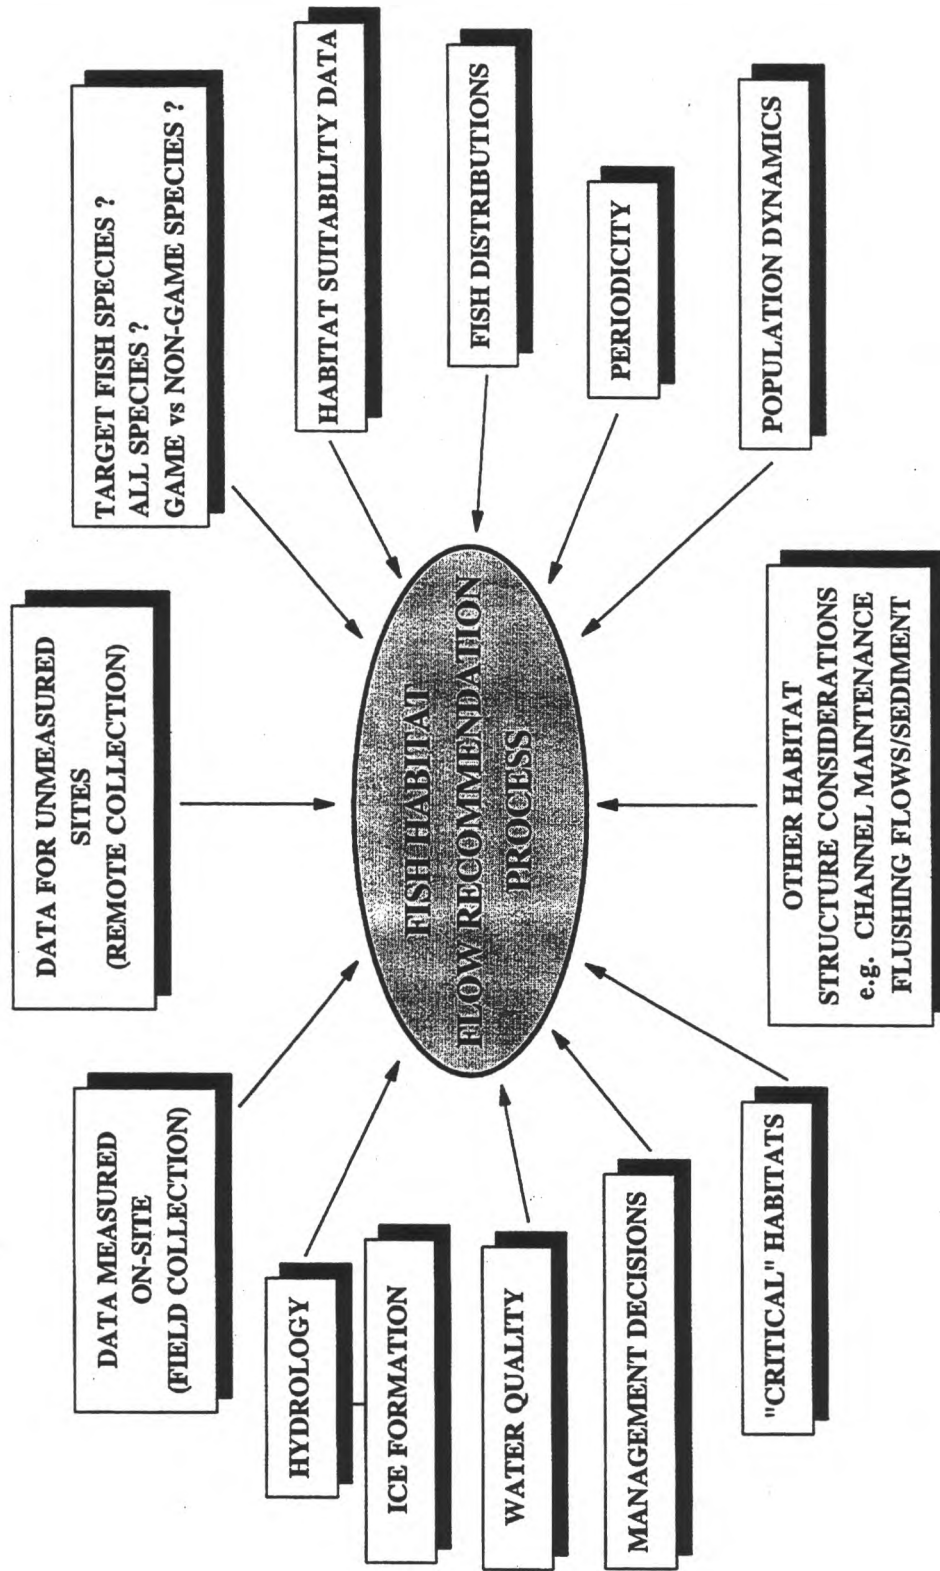 DATA MEASURED
ON-SITE
(FIELD COLLECTION)
DATA FOR UNMEASURED
SITES
(REMOTE COLLECTION)
TARGET FISH SPECIES ?
ALL SPECIES ?
GAME vs NON-GAME SPECIES ?
HYDROLOGY
ICE FORMATION
WATER QUALITY
MANAGEMENT DECISIONS
"CRITICAL" HABITATS
FISH/HABITAT
FLOW RECOMMENDATION
PROCESS
HABITAT SUITABILITY DATA
FISH DISTRIBUTIONS
PERIODICITY
POPULATION DYNAMICS
OTHER HABITAT
STRUCTURE CONSIDERATIONS
e.g. CHANNEL MAINTENANCE
FLUSHING FLOWS/SEDIMENT